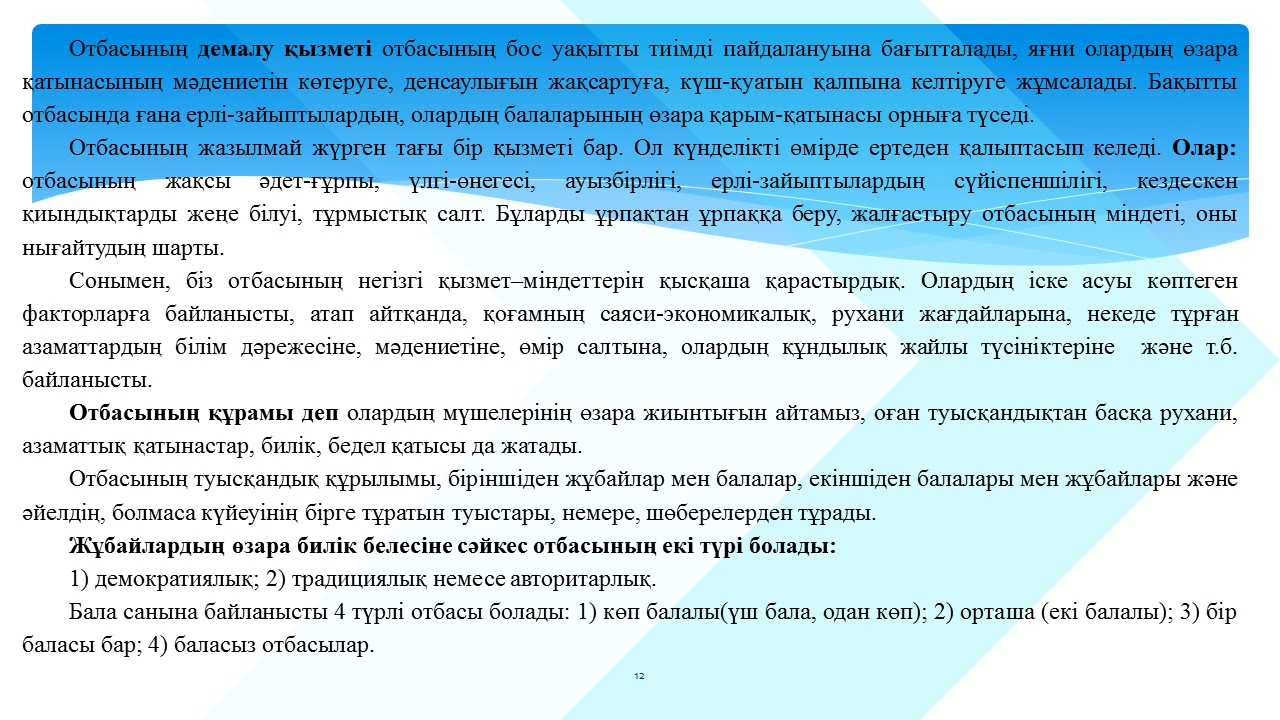 Отбасының демалу қызметі отбасының бос уақытты тиімді пайдалануына бағытталады, яғни олардың өзара
қатынасының мәдениетін көтеруге, денсаулығын жақсартуға, күш-қуатын қалпына келтіруге жұмсалады. Бақытты
отбасында ғана ерлі-зайыптылардың, олардың балаларының өзара қарым-қатынасы орныға түседі.
Отбасының жазылмай жүрген тағы бір қызметі бар. Ол күнделікті өмірде ертеден қалыптасып келеді. Олар:
отбасының жақсы әдет-ғұрпы, үлгі-өнегесі, ауызбірлігі, ерлі-зайыптылардың сүйіспеншілігі, кездескен
қиындықтарды жеңе білуі, тұрмыстық салт. Бұларды ұрпақтан ұрпаққа беру, жалғастыру отбасының міндеті, оны
нығайтудың шарты.
Сонымен, біз отбасының негізгі қызмет–міндеттерін қысқаша қарастырдық. Олардың іске асуы көптеген
факторларға байланысты, атап айтқанда, қоғамның саяси-экономикалық, рухани жағдайларына, некеде тұрған
азаматтардың білім дәрежесіне, мәдениетіне, өмір салтына, олардың құндылық жайлы түсініктеріне және т.б.
байланысты.
Отбасының құрамы деп олардың мүшелерінің өзара жиынтығын айтамыз, оған туысқандықтан басқа рухани,
азаматтық қатынастар, билік, бедел қатысы да жатады.
Отбасының туысқандық құрылымы, біріншіден жұбайлар мен балалар, екіншіден балалары мен жұбайлары және
әйелдің, болмаса күйеуінің бірге тұратын туыстары, немере, шөберелерден тұрады.
Жұбайлардың өзара билік белесіне сәйкес отбасының екі түрі болады:
1) демократиялық; 2) традициялық немесе авторитарлық.
Бала санына байланысты 4 түрлі отбасы болады: 1) көп балалы(үш бала, одан көп); 2) орташа (екі балалы); 3) бір
баласы бар; 4) баласыз отбасылар.
12